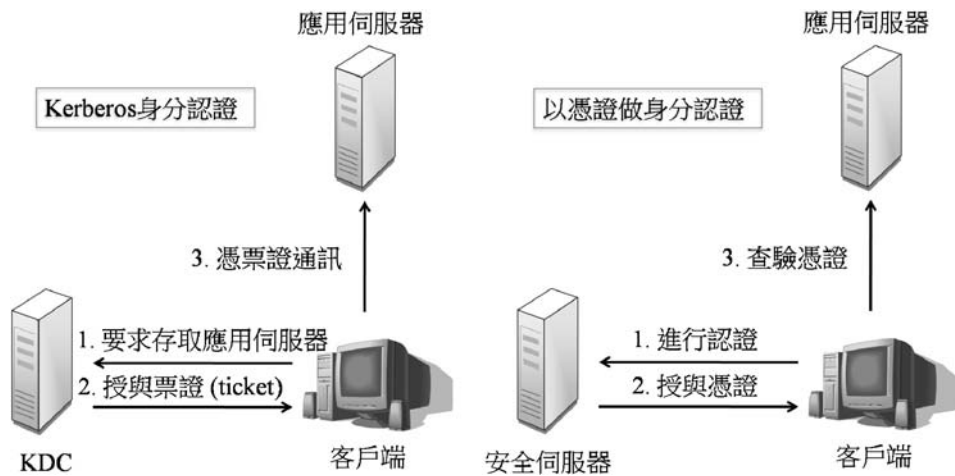 應用伺服器
Kerberos身分認證
3. 憑票證通訊
1. 要求存取應用伺服器
2. 授與票證 (ticket)
KDC
客戶端
應用伺服器
以憑證做身分認證
3. 查驗憑證
1. 進行認證
2. 授與憑證
安全伺服器
客戶端